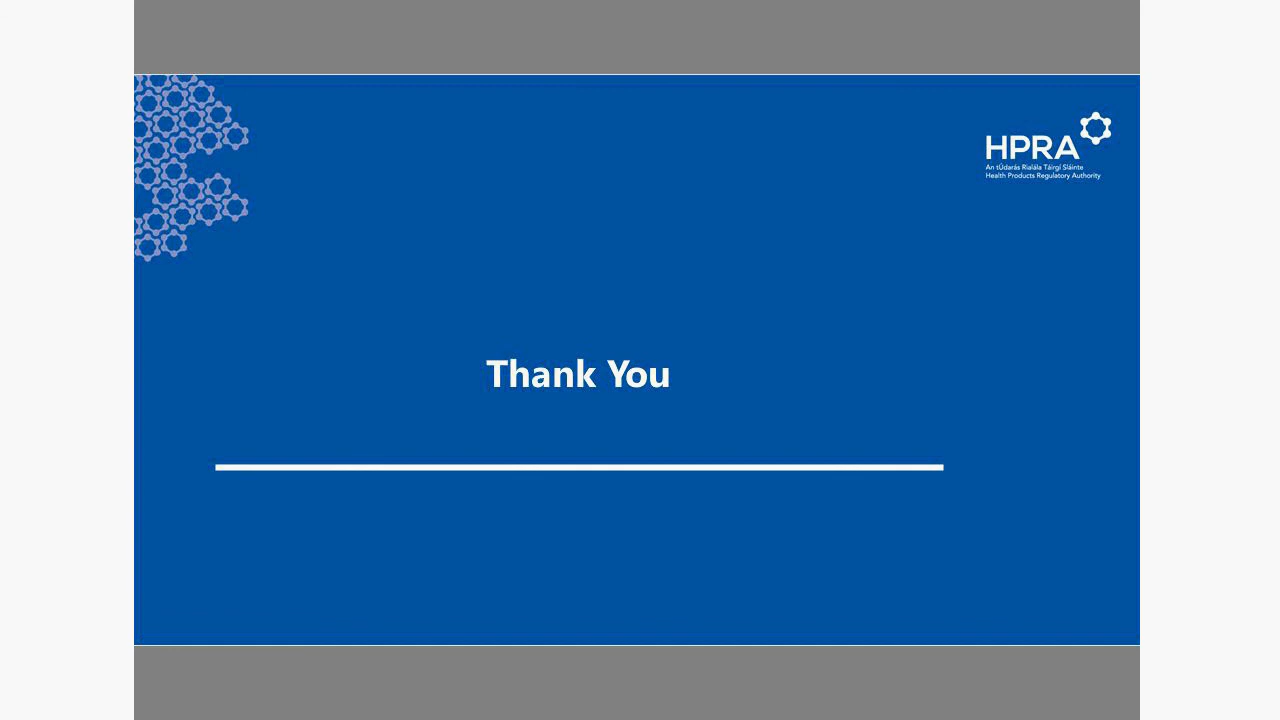 HPRA
An tÚdarás Rialála Táirgí Sláinte
Health Products Regulatory Authority
Thank You